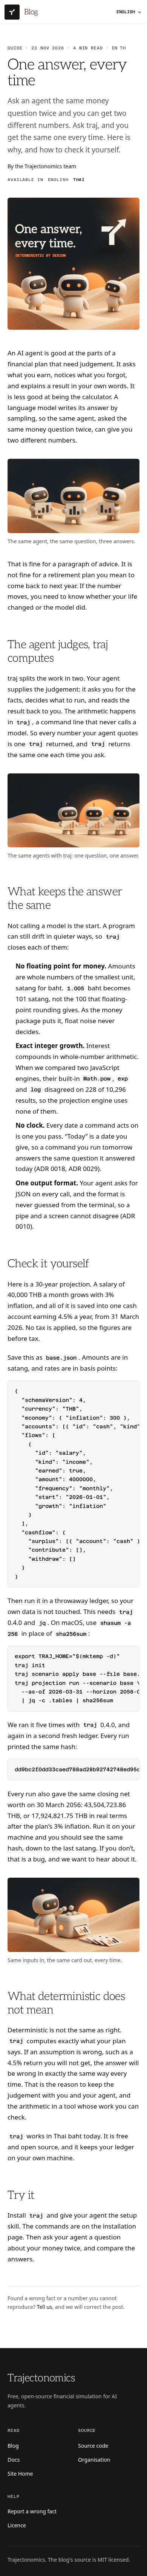 Blog
ENGLISH
GUIDE · 22 NOV 2026 · 4 MIN READ · EN TH
One answer, every
time
Ask an agent the same money
question twice and you can get two
different numbers. Ask traj, and you
get the same one every time. Here is
why, and how to check it yourself.
By the Trajectonomics team
AVAILABLE IN ENGLISH THAI
One answer,
every time.
DETERMINISTIC BY DESIGN
An AI agent is good at the parts of a
financial plan that need judgement. It asks
what you earn, notices what you forgot,
and explains a result in your own words. It
is less good at being the calculator. A
language model writes its answer by
sampling, so the same agent, asked the
same money question twice, can give you
two different numbers.
The same agent, the same question, three answers.
That is fine for a paragraph of advice. It is
not fine for a retirement plan you mean to
come back to next year. If the number
moves, you need to know whether your life
changed or the model did.
The agent judges, traj
computes
traj splits the work in two. Your agent
supplies the judgement: it asks you for the
facts, decides what to run, and reads the
result back to you. The arithmetic happens
in traj, a command line that never calls a
model. So every number your agent quotes
is one traj returned, and traj returns
the same one each time you ask.
The same agents with traj: one question, one answer.
What keeps the answer
the same
Not calling a model is the start. A program
can still drift in quieter ways, so traj
closes each of them:
No floating point for money. Amounts
are whole numbers of the smallest unit,
satang for baht. 1.005 baht becomes
101 satang, not the 100 that floating-
point rounding gives. As the money
package puts it, float noise never
decides.
Exact integer growth. Interest
compounds in whole-number arithmetic.
When we compared two JavaScript
engines, their built-in Math.pow, exp
log disagreed on 228 of 10,296
results, so the projection engine uses
none of them.
No clock. Every date a command acts on
is one you pass. “Today” is a date you
give, so a command you run tomorrow
answers the same question it answered
today (ADR 0018, ADR 0029).
One output format. Your agent asks for
JSON on every call, and the format is
never guessed from the terminal, so a
pipe and a screen cannot disagree (ADR
0010).
Check it yourself
Here is a 30-year projection. A salary of
40,000 THB a month grows with 3%
inflation, and all of it is saved into one cash
account earning 4.5% a year, from 31 March
2026. No tax is applied, so the figures are
before tax.
Save this as base.json. Amounts are in
satang, and rates are in basis points:
{
"schemaVersion": 4,
"currency": "THB",
"economy": { "inflation": 300 },
"accounts": [{ "id": "cash", "kind"
"flows": [
{
"id": "salary",
"kind": "income",
"earned": true,
"amount": 4000000,
"frequency": "monthly",
"start": "2026-01-01",
"growth": "inflation"
}
],
"cashflow": {
"surplus": [{ "account": "cash" }
"contribute": [],
"withdraw": []
}
}
Then run it in a throwaway ledger, so your
own data is not touched. This needs traj
0.4.0 and jq. On macOS, use shasum -a
256 in place of sha256sum:
export TRAJ_HOME="$(mktemp -d)"
traj init
traj scenario apply base --file base.
traj projection run --scenario base \
--as-of 2026-03-31 --horizon 2056-0
| jq -c .tables | sha256sum
We ran it five times with traj 0.4.0, and
again in a second fresh ledger. Every run
printed the same hash:
Every run also gave the same closing net
worth on 30 March 2056: 43,504,723.86
THB, or 17,924,821.75 THB in real terms
after the plan’s 3% inflation. Run it on your
machine and you should see the same
hash, down to the last satang. If you don’t,
that is a bug, and we want to hear about it.
Same inputs in, the same card out, every time.
What deterministic does
not mean
Deterministic is not the same as right.
traj computes exactly what your plan
says. If an assumption is wrong, such as a
4.5% return you will not get, the answer will
be wrong in exactly the same way every
time. That is the reason to keep the
judgement with you and your agent, and
the arithmetic in a tool whose work you can
check.
traj works in Thai baht today. It is free
and open source, and it keeps your ledger
on your own machine.
Try it
Install traj and give your agent the setup
skill. The commands are on the installation
page. Then ask your agent a question
about your money twice, and compare the
answers.
Found a wrong fact or a number you cannot
reproduce? Tell us, and we will correct the post.
Trajectonomics
Free, open-source financial simulation for AI
agents.
READ
SOURCE
Blog
Source code
Docs
Organisation
Site Home
HELP
Report a wrong fact
Licence
Trajectonomics. The blog's source is MIT licensed.